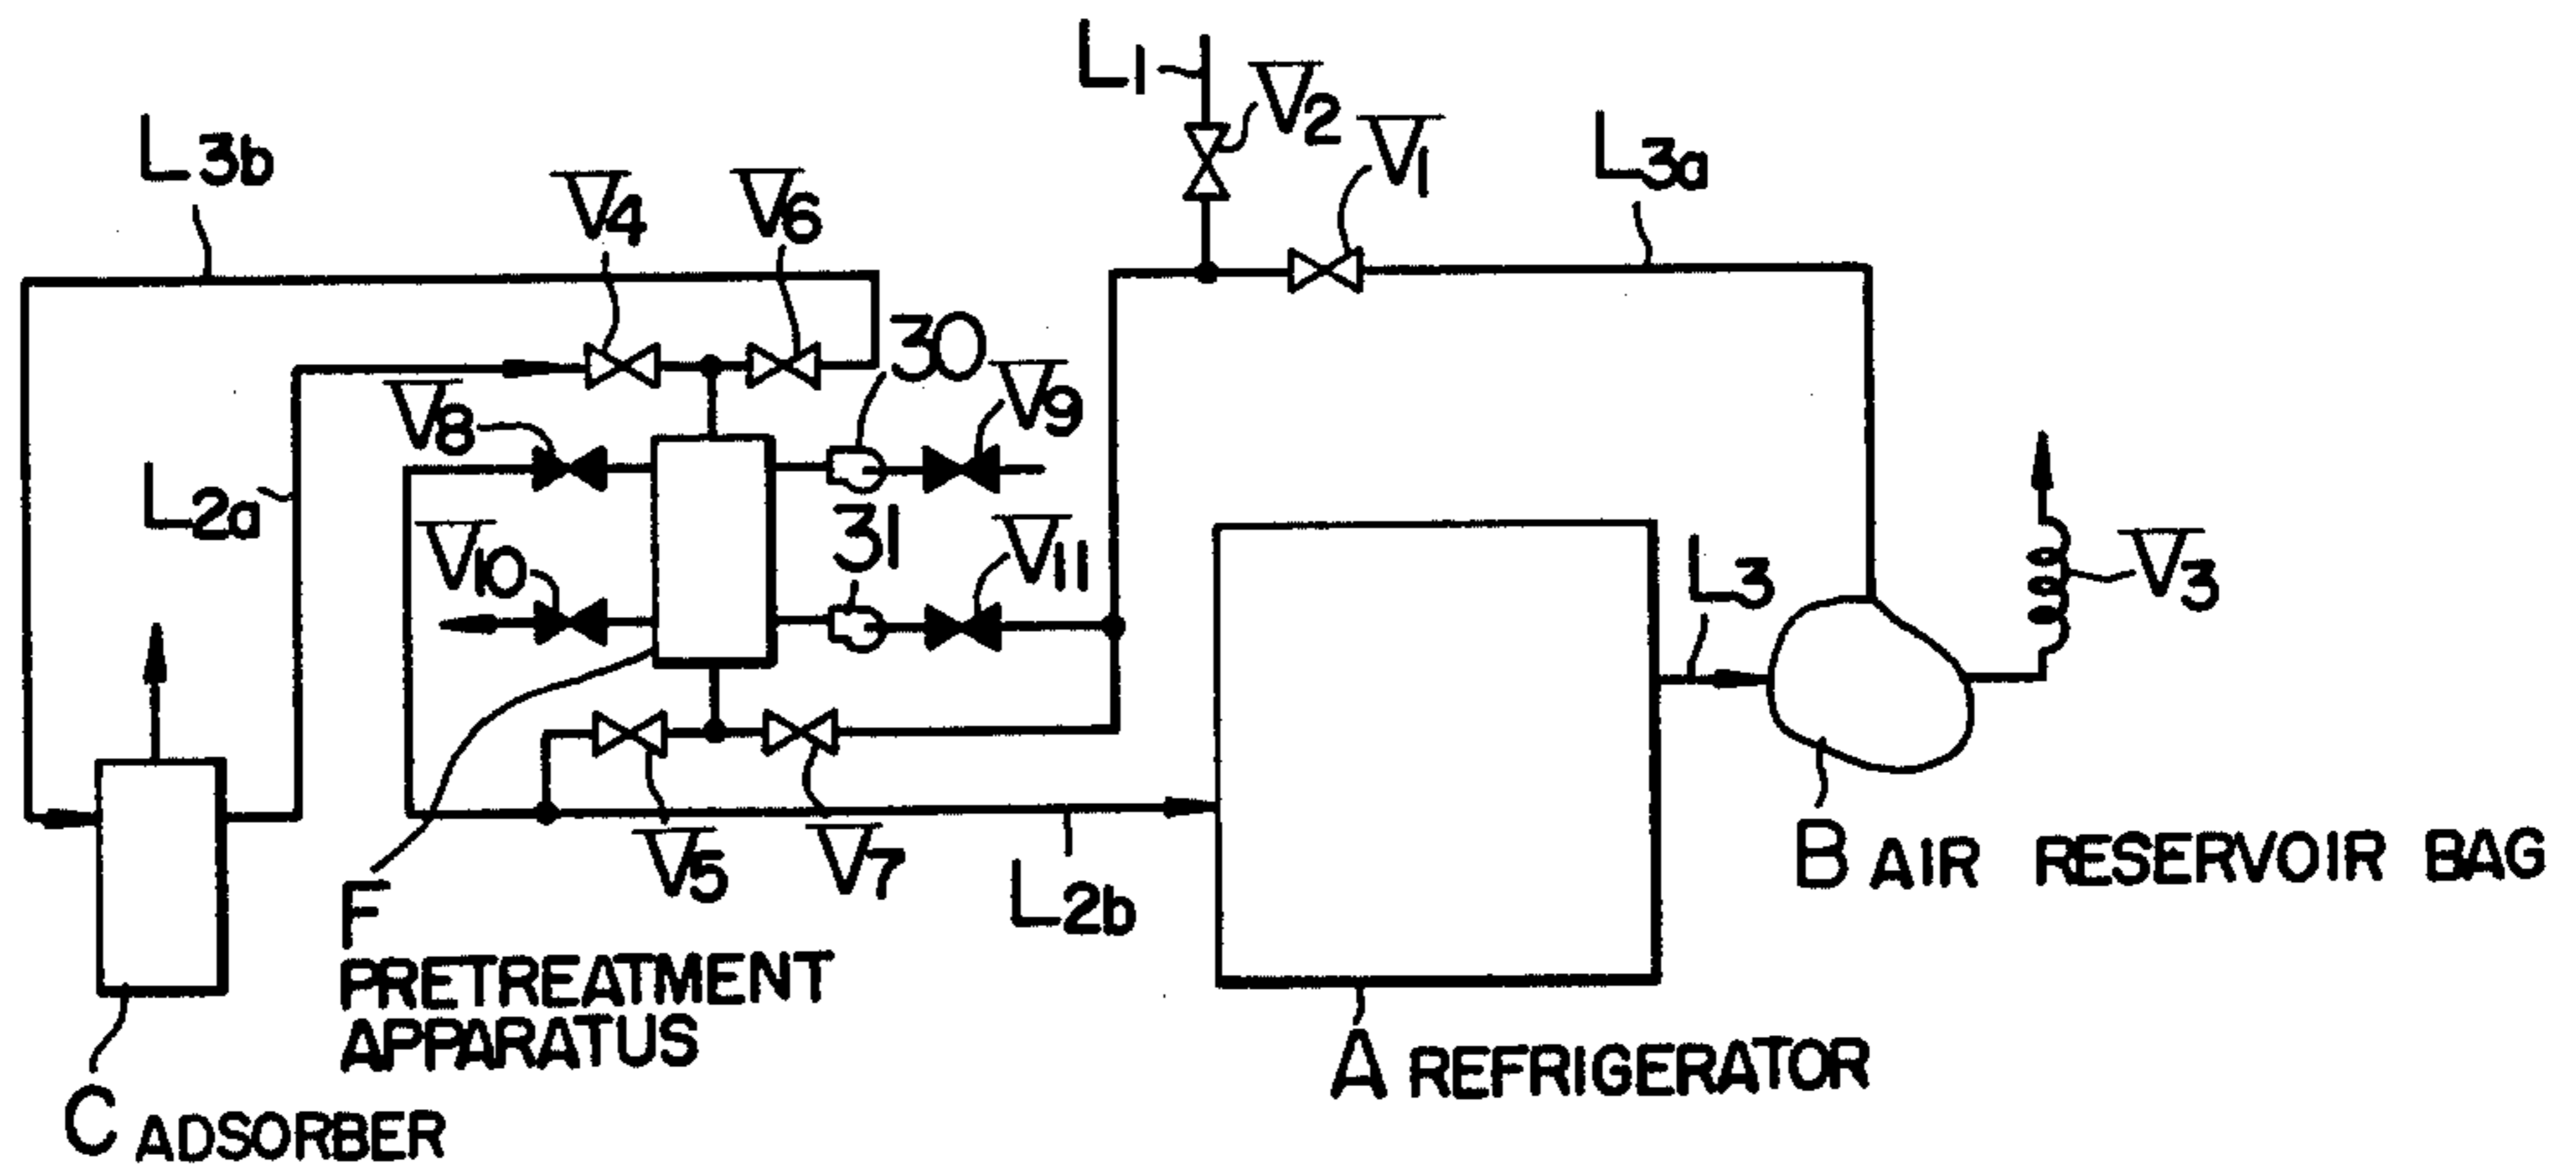 L1
V2
V1
L3a
L3b
V4
V6
30
V9
V8
L2a
V10
31
V11
L3
V3
V5
V7
L2b
B AIR RESERVOIR BAG
F
PRETREATMENT
APPARATUS
A REFRIGERATOR
C ADSORBER